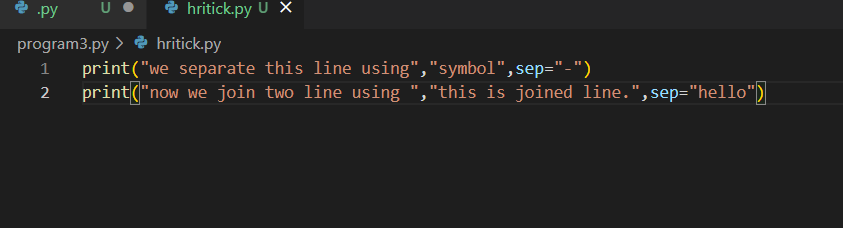 .py U ● hritick.py U ×
program3.py > hritick.py
1 print("we separate this line using","symbol",sep="-")
2 print("now we join two line using ","this is joined line.",sep="hello")